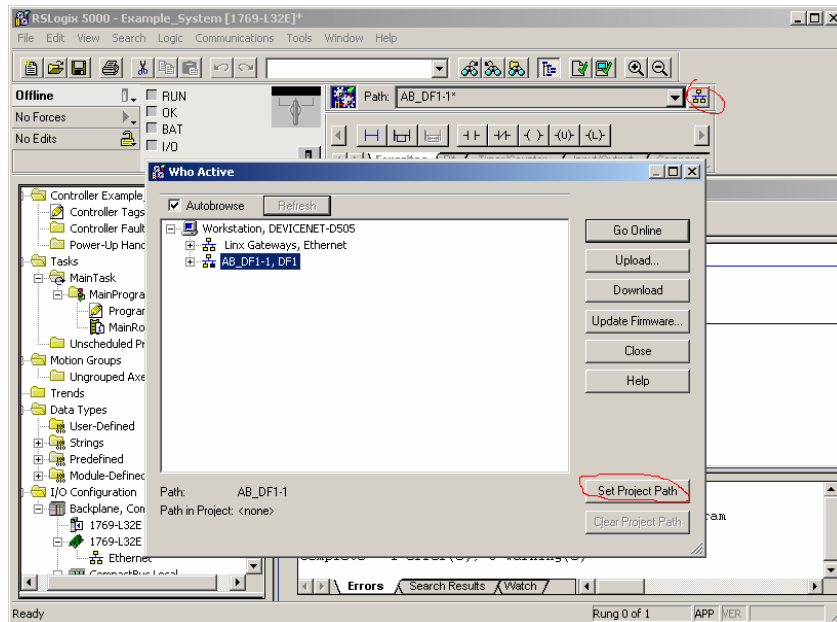 RSLogix 5000 - Example_System [1769-L32E]*
File Edit View Search Logic Communications Tools Window Help
Offline
RUN
Path: AB_DF1-1*
No Forces
OK
No Edits
BAT
I/O
Who Active
Autobrowse
Refresh
Workstation, DEVICENET-D505
Linx Gateways, Ethernet
AB_DF1-1, DF1
Go Online
Upload...
Download
Update Firmware...
Close
Help
Set Project Path
Clear Project Path
Path: AB_DF1-1
Path in Project: <none>
Controller Example_
Controller Tags
Controller Fault
Power-Up Hand
Tasks
MainTask
MainProgra
Program
MainRo
Unscheduled Pr
Motion Groups
Ungrouped Axe
Trends
Data Types
User-Defined
Strings
Predefined
Module-Defined
I/O Configuration
Backplane, Com
1769-L32E
1769-L32E
Ethernet
CompactBus Local
ram
Errors Search Results Watch
Ready
Rung 0 of 1 APP VER